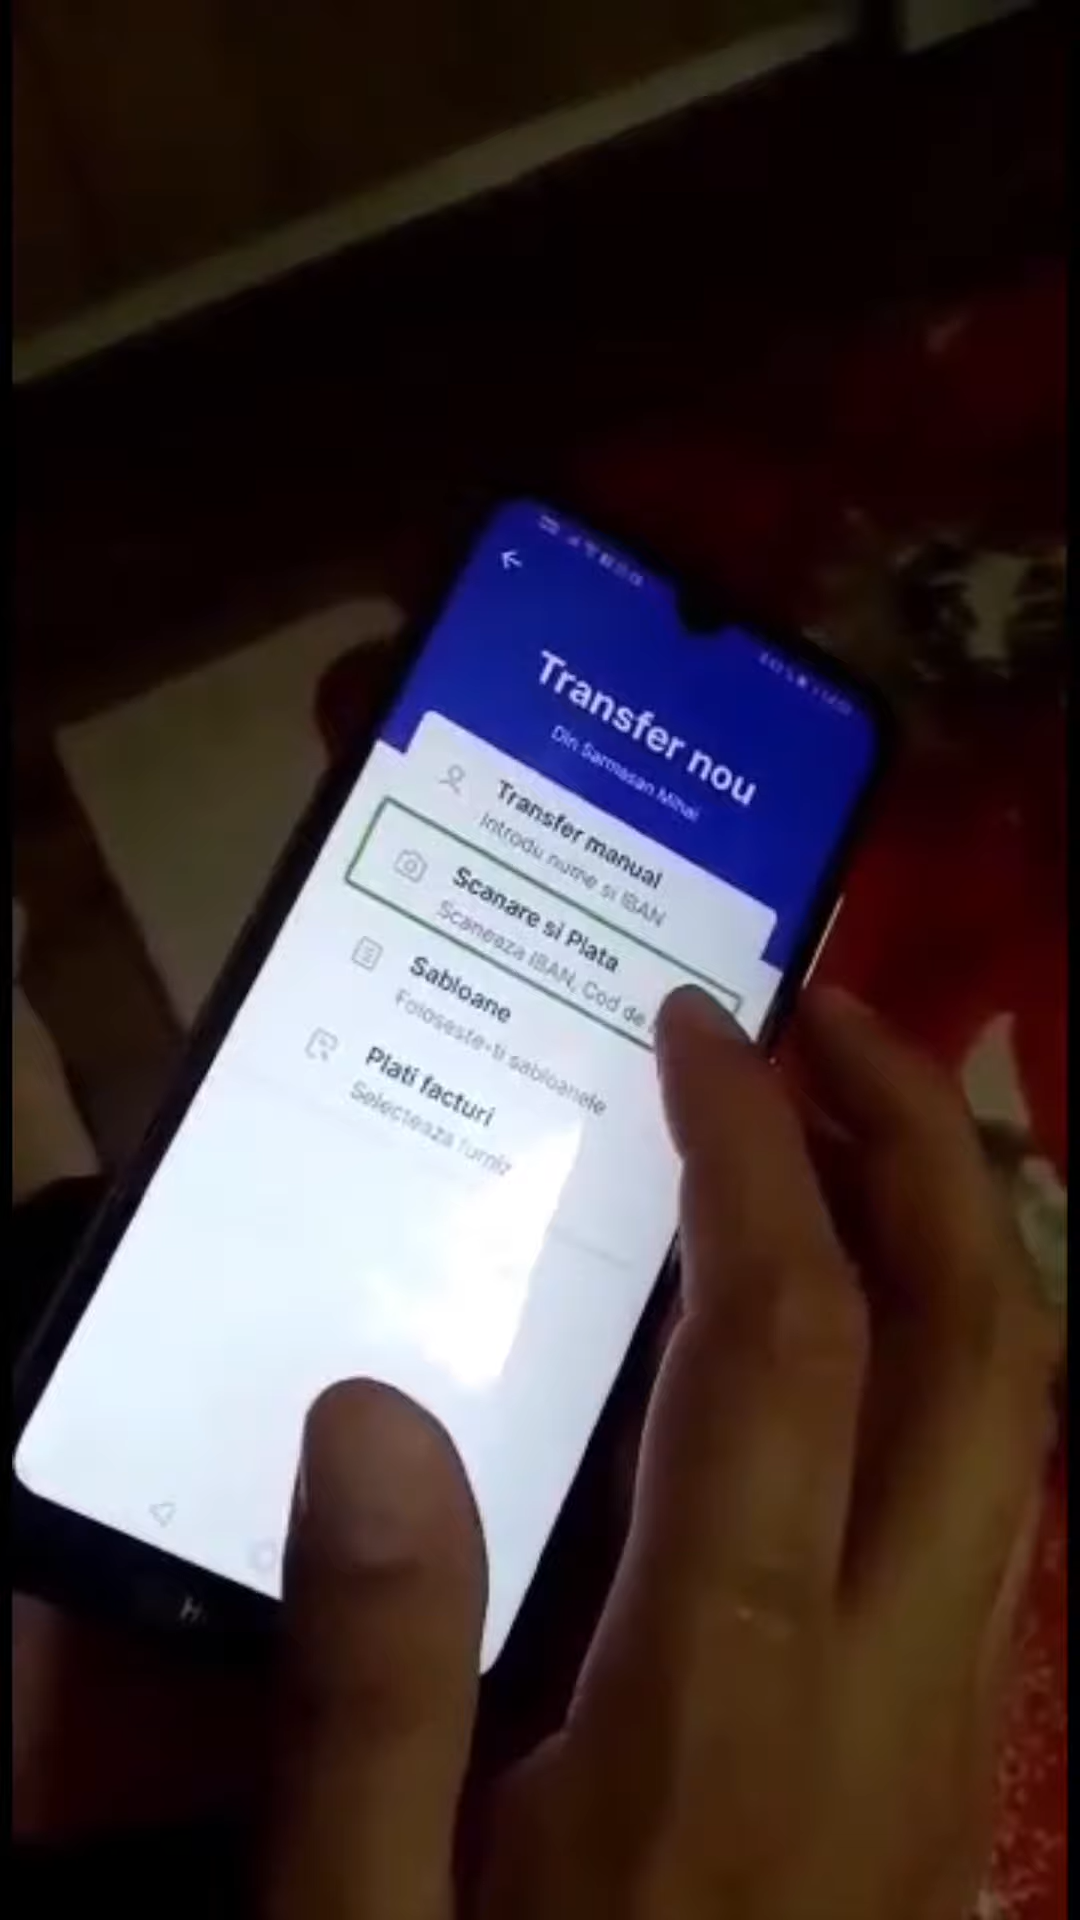 Transfer nou
Din Sarmasan Mihai
Transfer manual
Introdu nume si IBAN
Scanare si Plata
Scaneaza IBAN, Cod de
Sabloane
Foloseste-ti sabloanele
Plati facturi
Selecteaza furniz